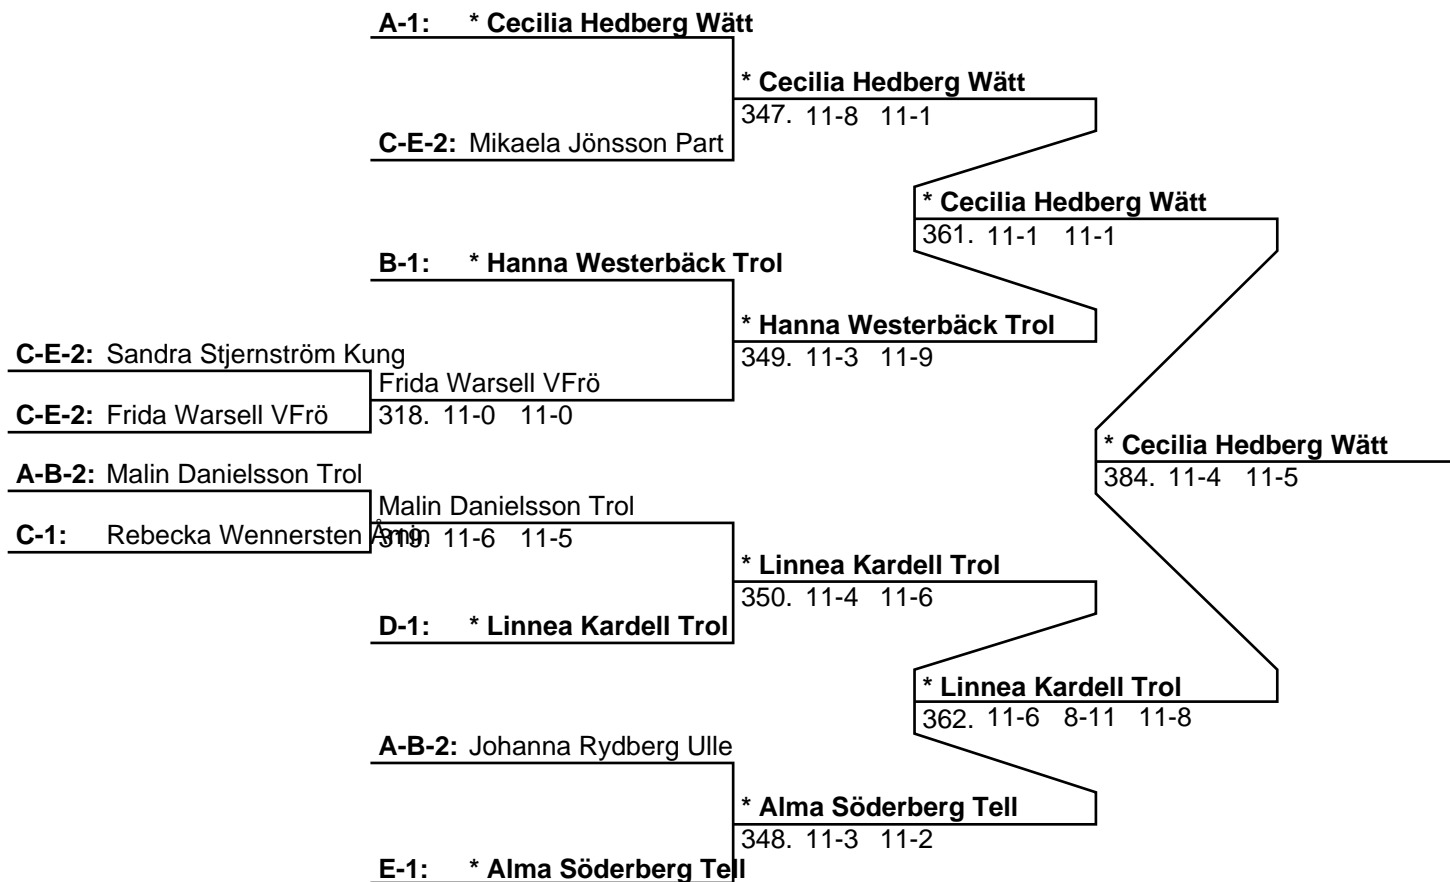 A-1: * Cecilia Hedberg Wätt
* Cecilia Hedberg Wätt
347. 11-8 11-1
C-E-2: Mikaela Jönsson Part
* Cecilia Hedberg Wätt
361. 11-1 11-1
B-1: * Hanna Westerbäck Trol
* Hanna Westerbäck Trol
349. 11-3 11-9
C-E-2: Sandra Stjernström Kung
Frida Warsell VFrö
318. 11-0 11-0
C-E-2: Frida Warsell VFrö
* Cecilia Hedberg Wätt
384. 11-4 11-5
A-B-2: Malin Danielsson Trol
Malin Danielsson Trol
319. 11-6 11-5
C-1: Rebecka Wennersten Åmin
* Linnea Kardell Trol
350. 11-4 11-6
D-1: * Linnea Kardell Trol
* Linnea Kardell Trol
362. 11-6 8-11 11-8
A-B-2: Johanna Rydberg Ulle
* Alma Söderberg Tell
348. 11-3 11-2
E-1: * Alma Söderberg Tell